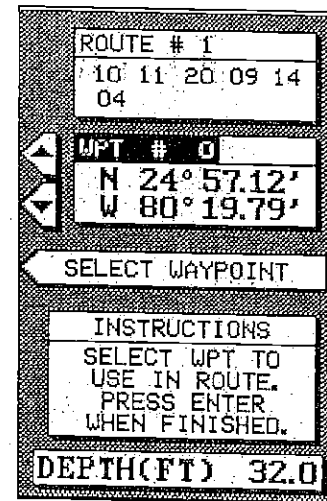 ROUTE # 1
10 11 20 09 14
04
WPT # 0
N 24° 57.12'
W 80° 19.79'
SELECT WAYPOINT
INSTRUCTIONS
SELECT WPT TO
USE IN ROUTE.
PRESS ENTER
WHEN FINISHED.
DEPTH(FT) 32.0